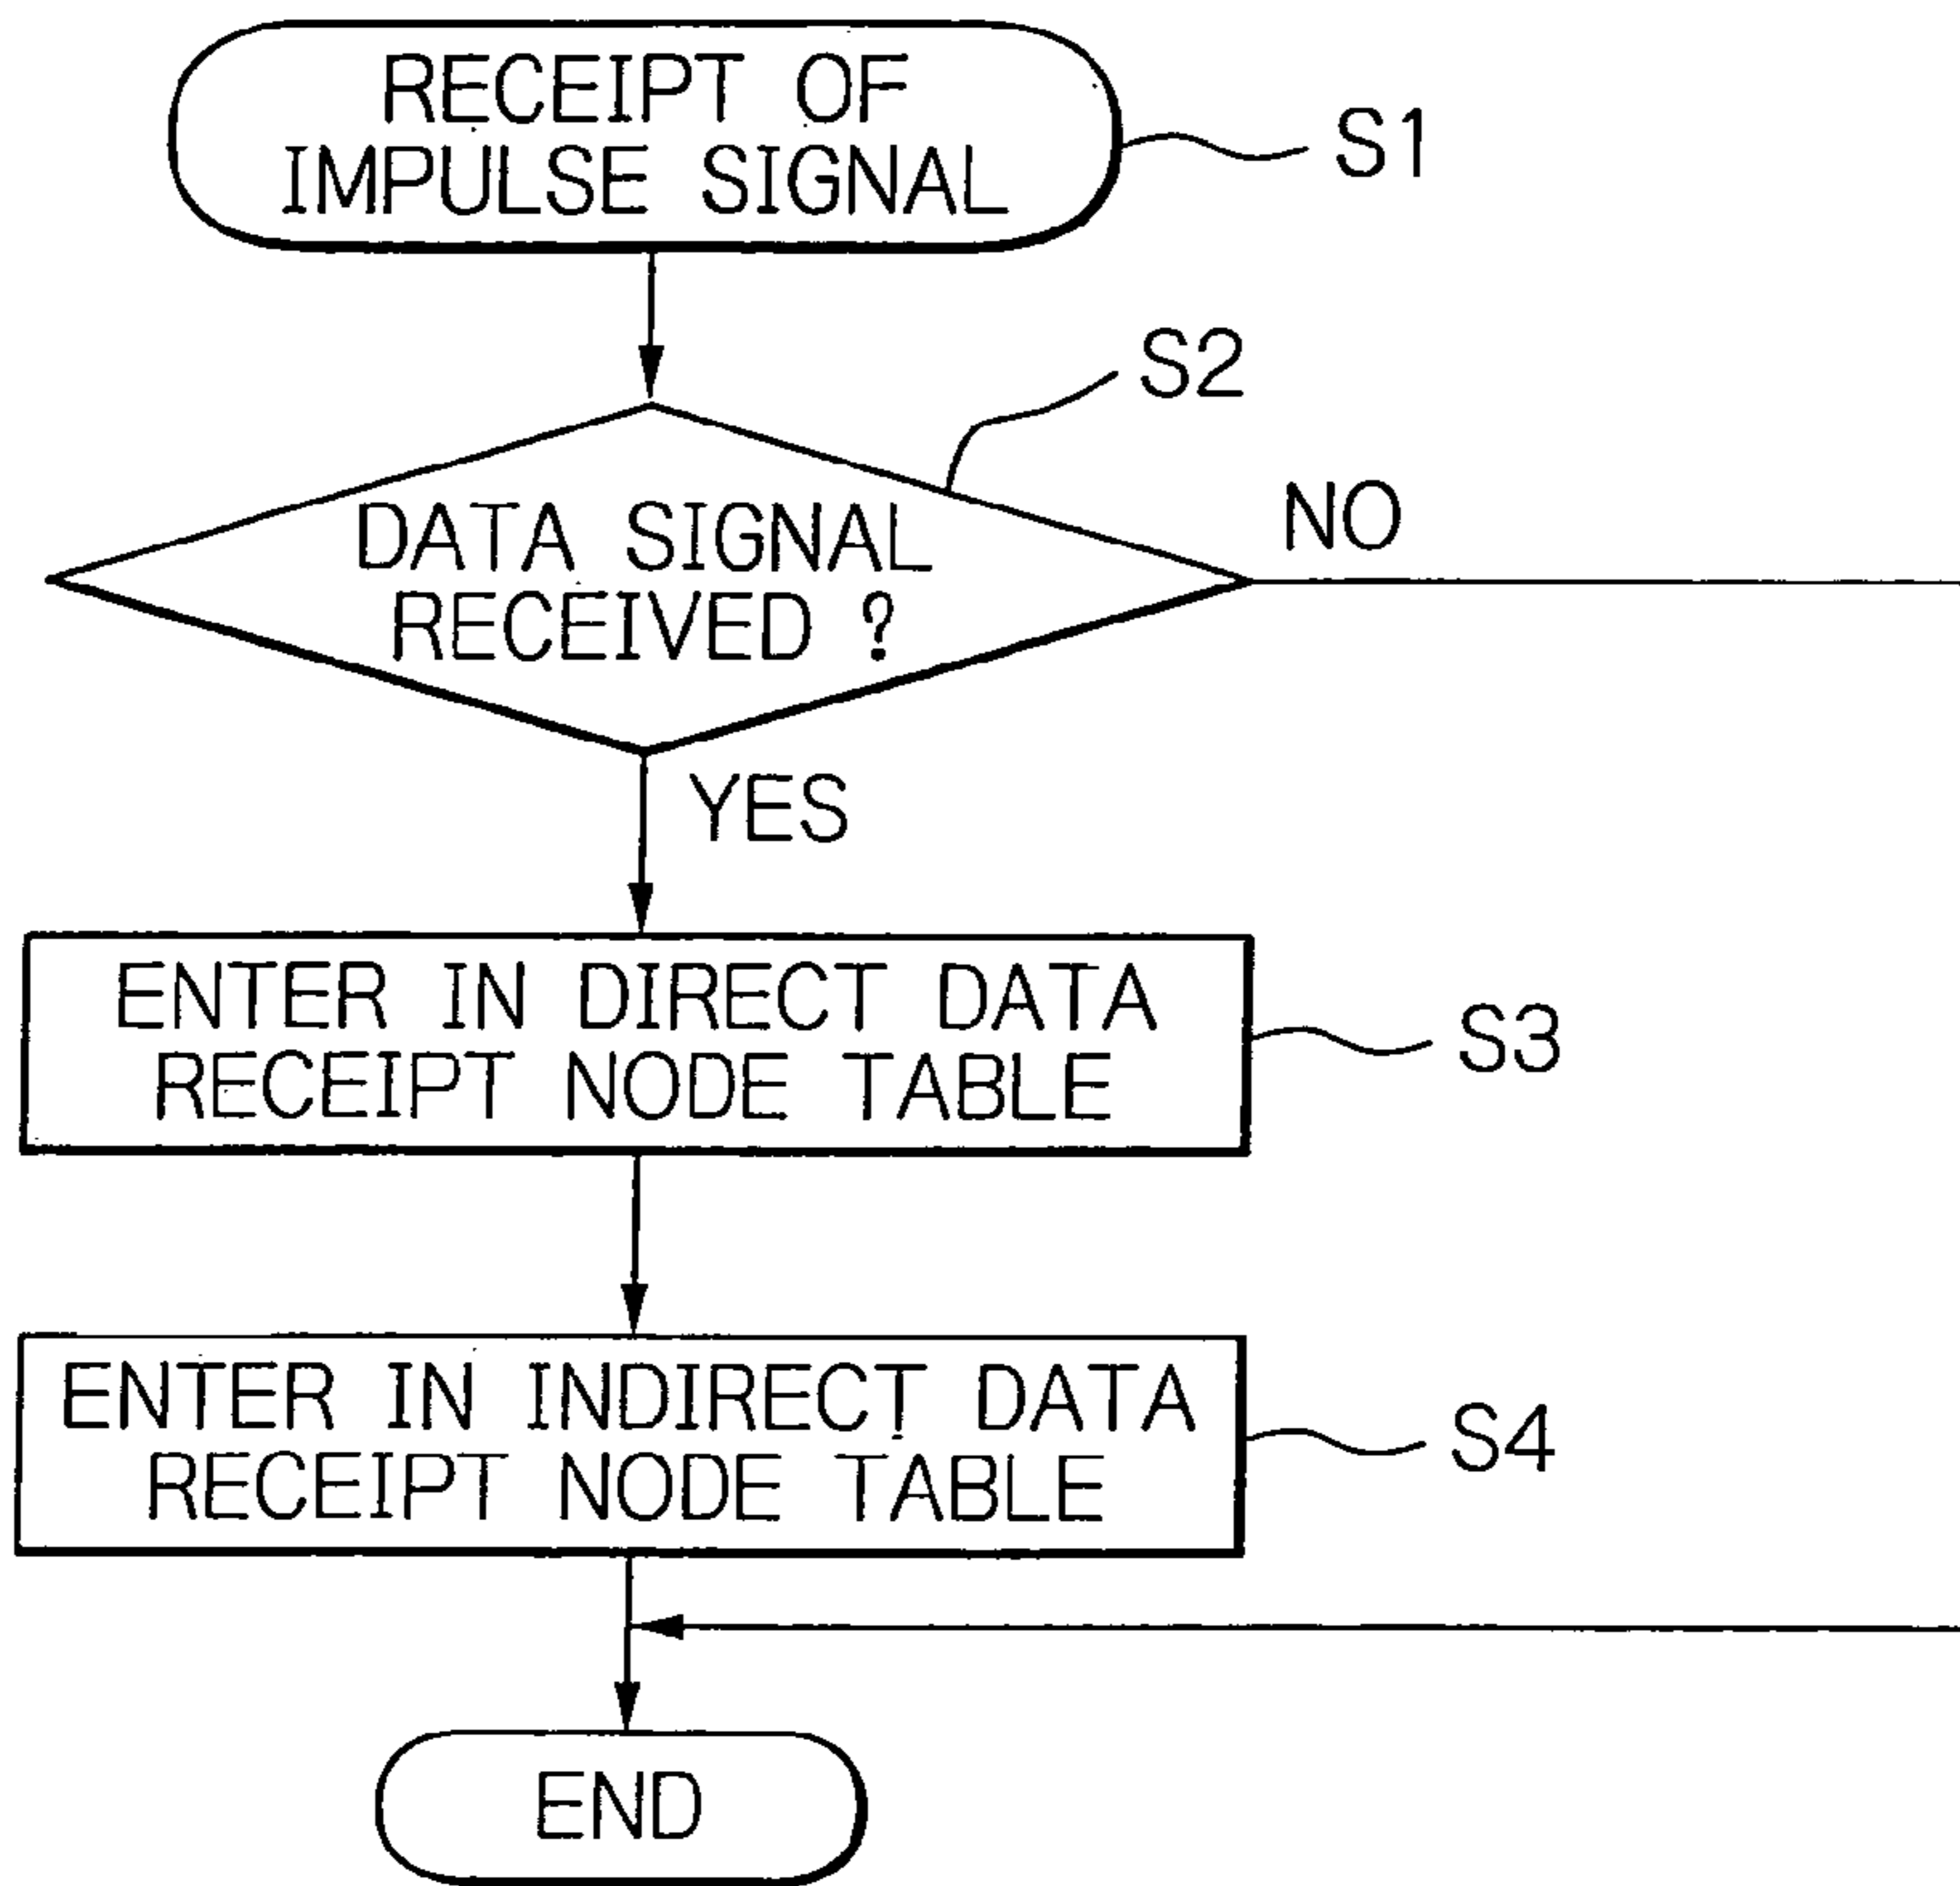 RECEIPT OF
IMPULSE SIGNAL
S1
S2
DATA SIGNAL
RECEIVED ?
NO
YES
ENTER IN DIRECT DATA
RECEIPT NODE TABLE
S3
ENTER IN INDIRECT DATA
RECEIPT NODE TABLE
S4
END